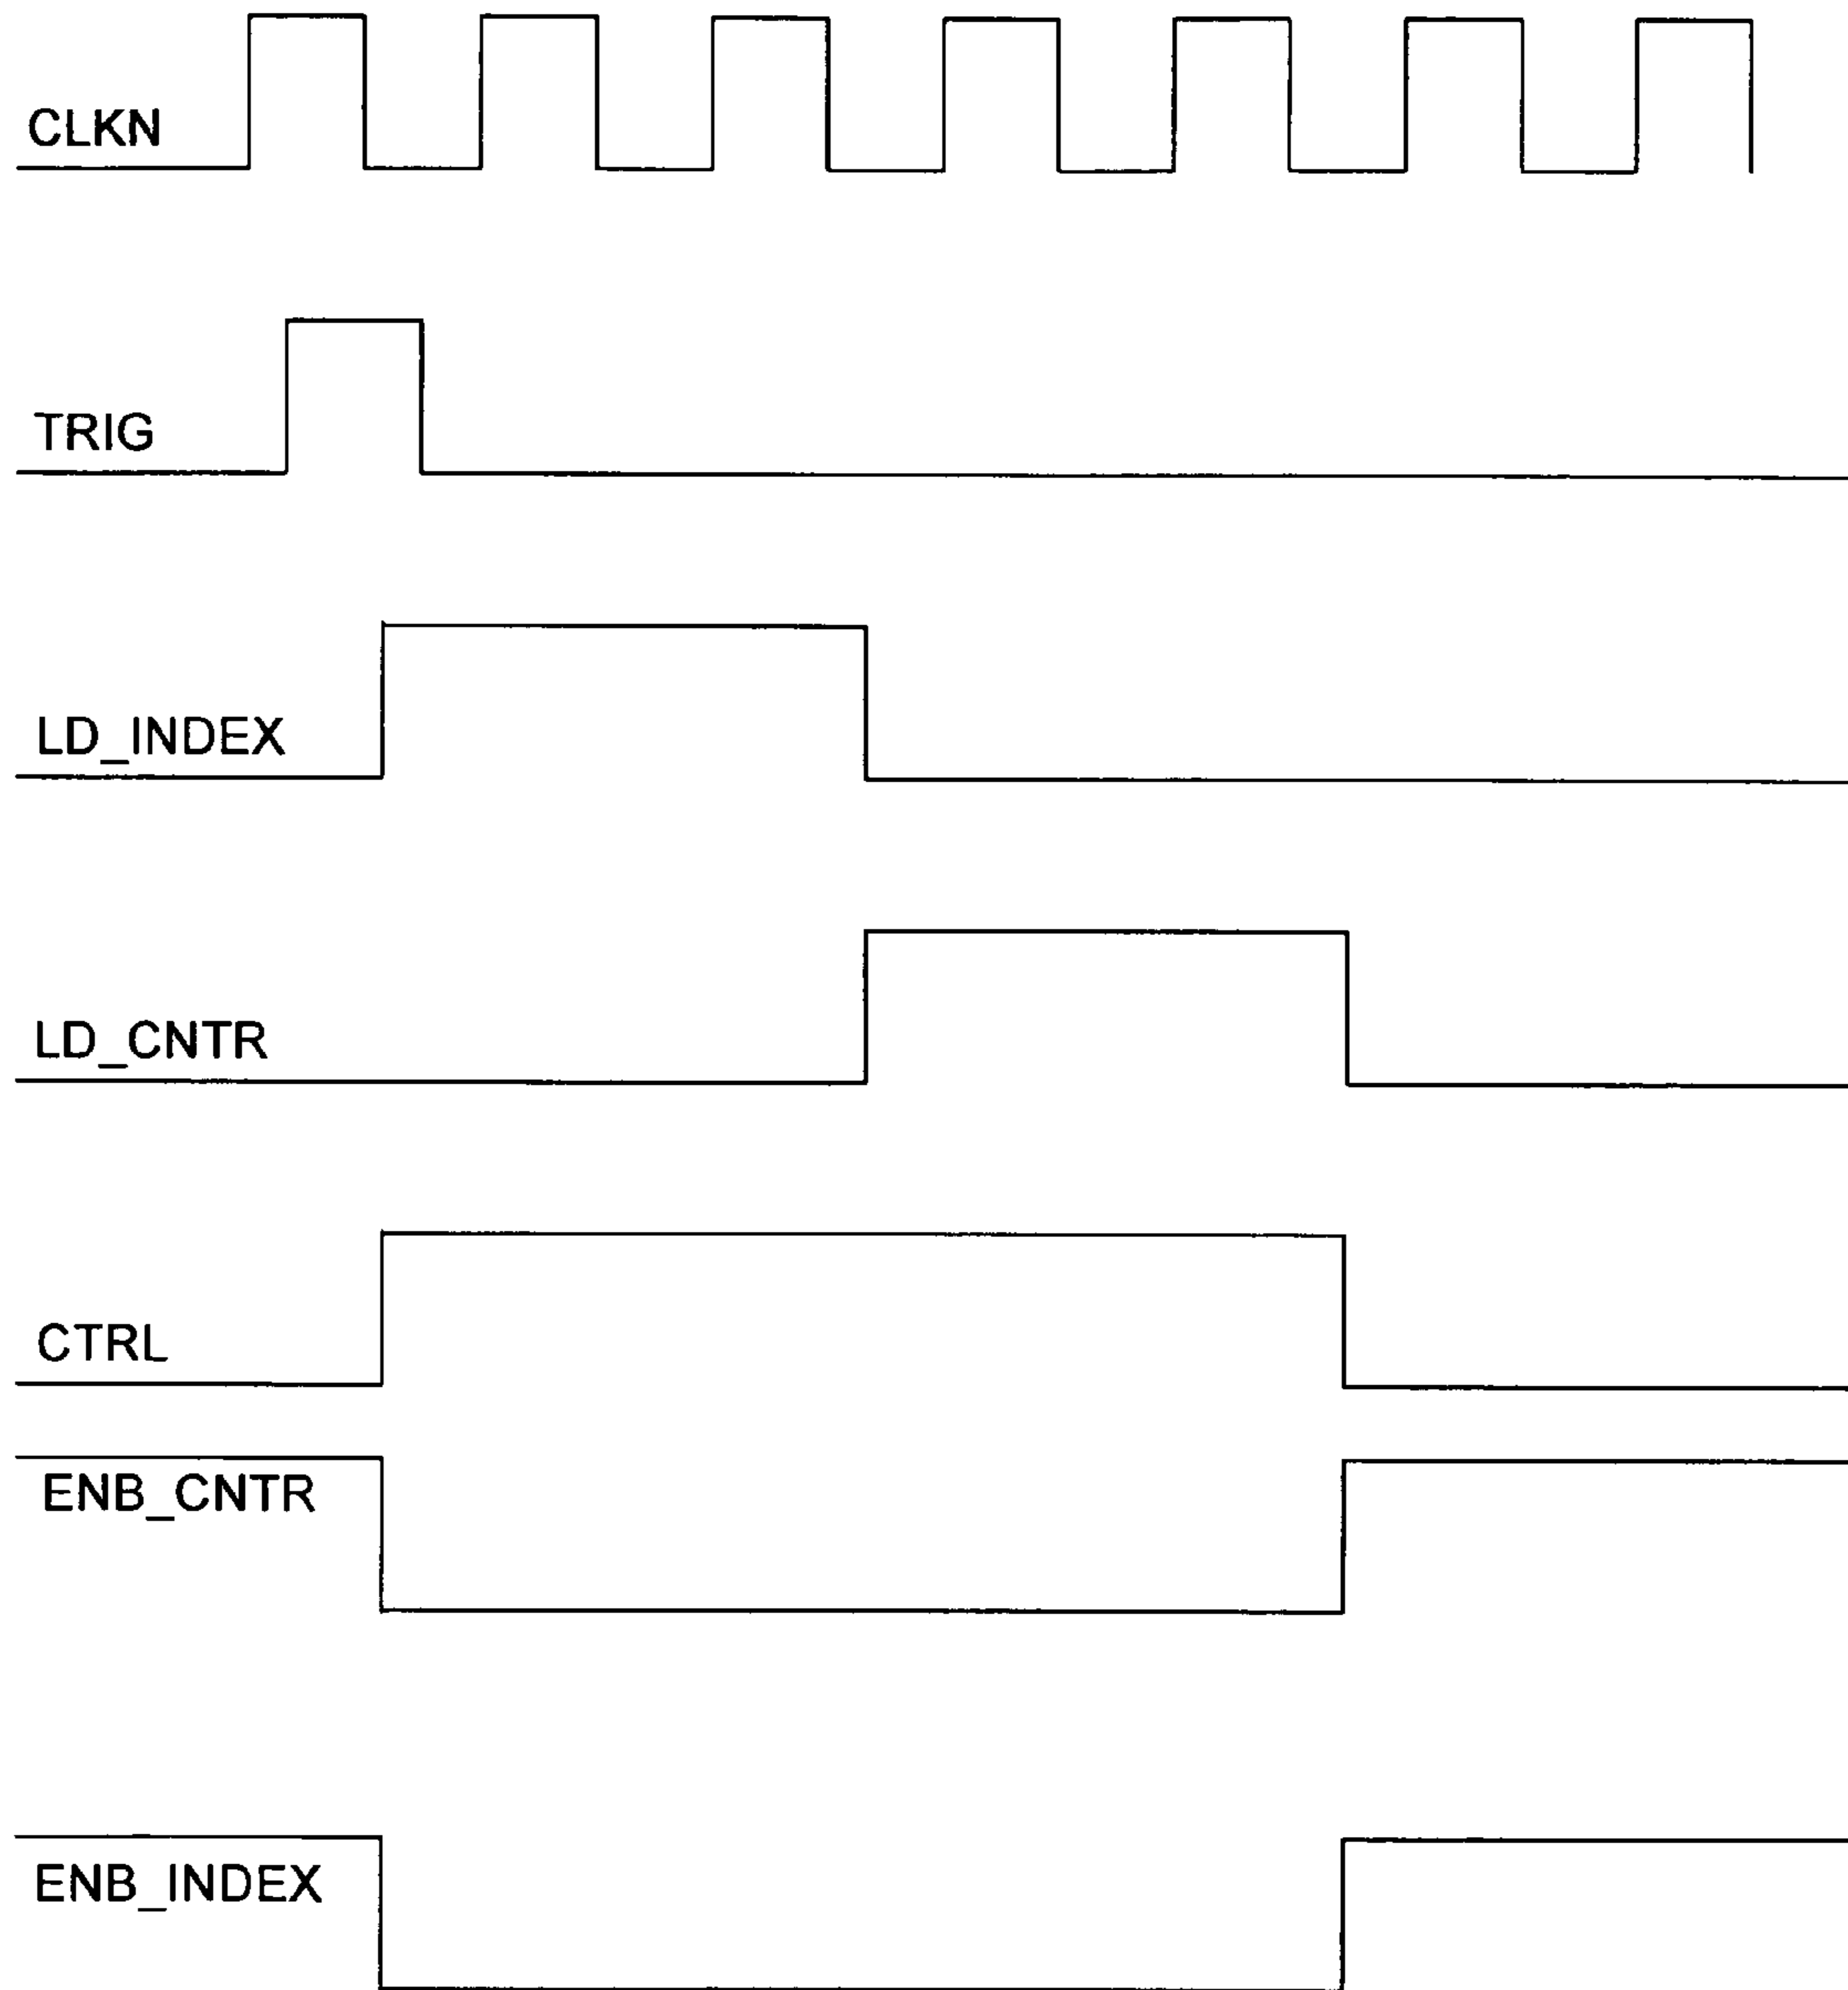 CLKN
TRIG
LD_INDEX
LD_CNTR
CTRL
ENB_CNTR
ENB_INDEX